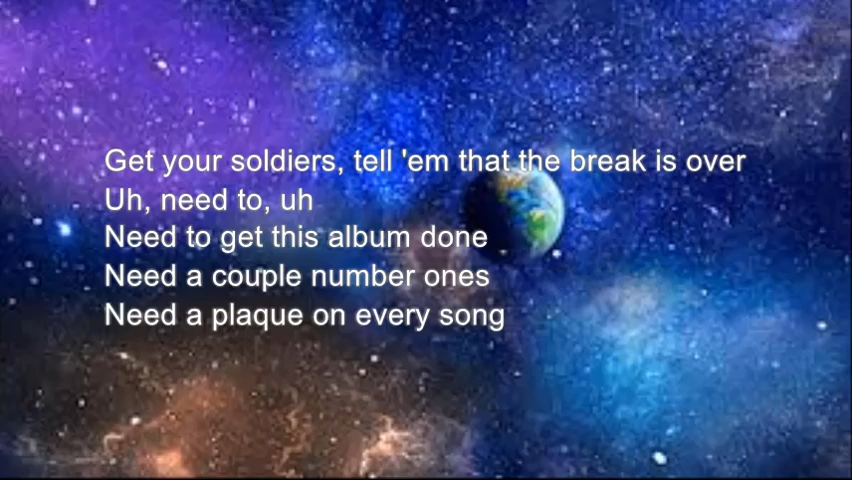 Get your soldiers, tell 'em that the break is over
Uh, need to, uh
Need to get this album done
Need a couple number ones
Need a plaque on every song